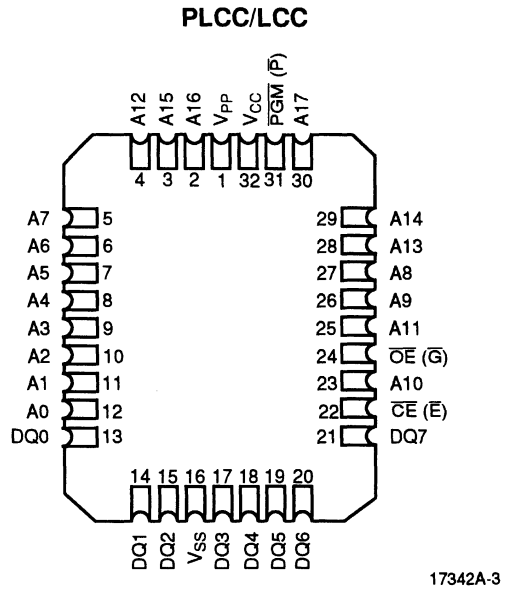 PLCC/LCC
A12 A15 A16 VPP VCC P̅G̅M̅ (P̅) A17
4 3 2 1 32 31 30
A7 5 29 A14
A6 6 28 A13
A5 7 27 A8
A4 8 26 A9
A3 9 25 A11
A2 10 24 O̅E̅ (G̅)
A1 11 23 A10
A0 12 22 C̅E̅ (E̅)
DQ0 13 21 DQ7
14 15 16 17 18 19 20
DQ1 DQ2 VSS DQ3 DQ4 DQ5 DQ6
17342A-3